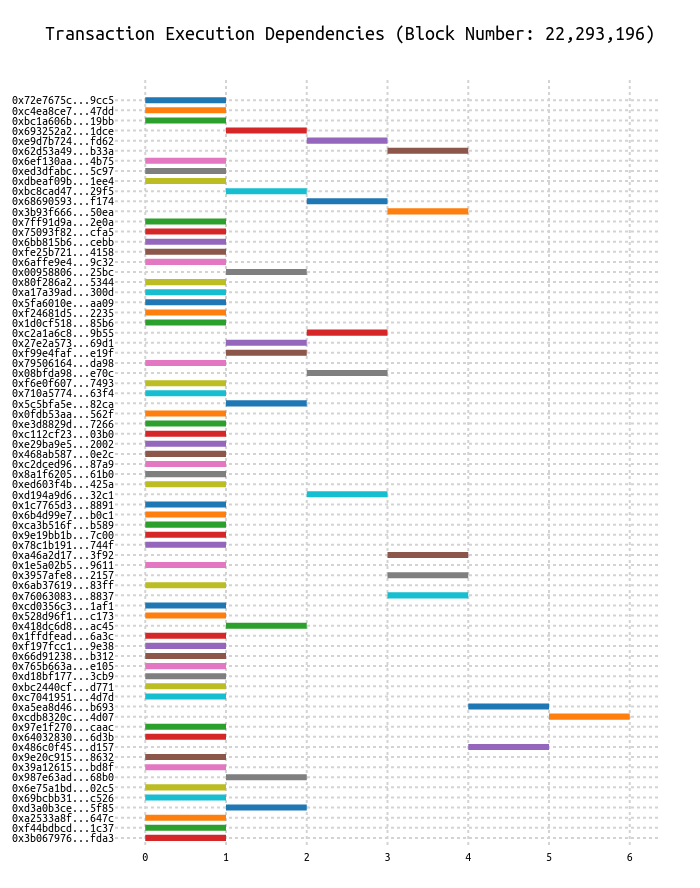 Transaction Execution Dependencies (Block Number: 22,293,196)
0x72e7675c...9cc5
0xc4ea8ce7...47dd
0xbc1a606b...19bb
0x693252a2...1dce
0xe9d7b724...fd62
0x62d53a49...b33a
0x6ef130aa...4b75
0xed3dfabc...5c97
0xdbeaf09b...1ee4
0xbc8cad47...29f5
0x68690593...f174
0x3b93f666...50ea
0x7ff91d9a...2e0a
0x75093f82...cfa5
0x6bb815b6...cebb
0xfe25b721...4158
0x6affe9e4...9c32
0x00958806...25bc
0x80f286a2...5344
0xa17a39ad...300d
0x5fa6010e...aa09
0xf24681d5...2235
0x1d0cf518...85b6
0xc2a1a6c8...9b55
0x27e2a573...69d1
0xf99e4faf...e19f
0x79506164...da98
0x08bfda98...e70c
0xf6e0f607...7493
0x710a5774...63f4
0x5c5bfa5e...82ca
0x0fdb53aa...562f
0xe3d8829d...7266
0xc112cf23...03b0
0xe29ba9e5...2002
0x468ab587...0e2c
0xc2dced96...87a9
0x8a1f6205...61b0
0xed603f4b...425a
0xd194a9d6...32c1
0x1c7765d3...8891
0x6b4d99e7...b0c1
0xca3b516f...b589
0x9e19bb1b...7c00
0x78c1b191...744f
0xa46a2d17...3f92
0x1e5a02b5...9611
0x3957afe8...2157
0x6ab37619...83ff
0x76063083...8837
0xcd0356c3...1af1
0x528d96f1...c173
0x418dc6d8...ac45
0x1ffdfead...6a3c
0xf197fcc1...9e38
0x66d91238...b312
0x765b663a...e105
0xd18bf177...3cb9
0xbc2440cf...d771
0xc7041951...4d7d
0xa5ea8d46...b693
0xcdb8320c...4d07
0x97e1f270...caac
0x64032830...6d3b
0x486c0f45...d157
0x9e20c915...8632
0x39a12615...bd8f
0x987e63ad...68b0
0x6e75a1bd...02c5
0x69bcbb31...c526
0xd3a0b3ce...5f85
0xa2533a8f...647c
0xf44bdbcd...1c37
0x3b067976...fda3
0 1 2 3 4 5 6